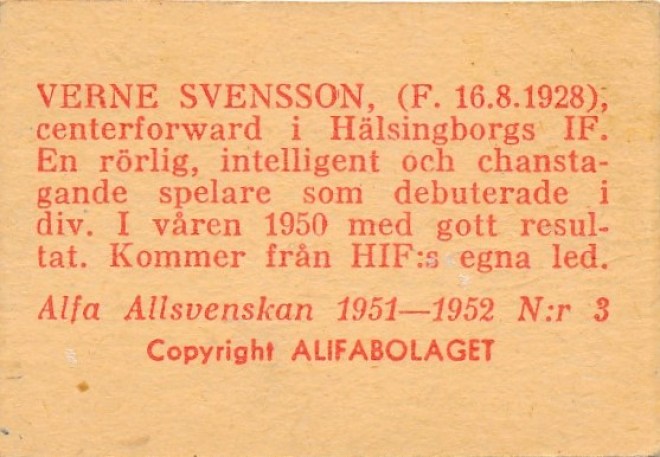 VERNE SVENSSON, (F. 16.8.1928),
centerforward i Hälsingborgs IF.
En rörlig, intelligent och chansta-
gande spelare som debuterade i
div. I våren 1950 med gott resul-
tat. Kommer från HIF:s egna led.
Alfa Allsvenskan 1951—1952 N:r 3
Copyright ALIFABOLAGET